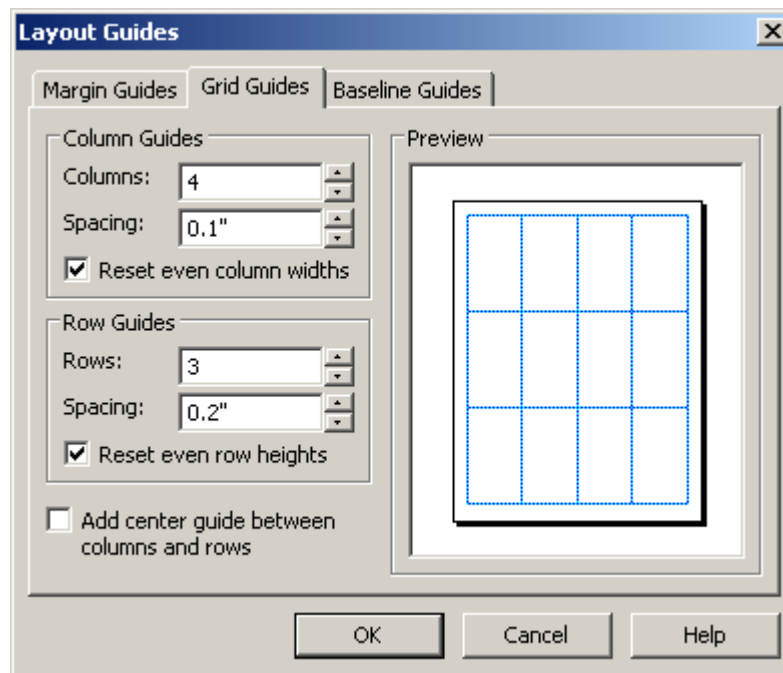 Layout Guides
Margin Guides Grid Guides Baseline Guides
Column Guides
Columns: 4
Spacing: 0.1"
Reset even column widths
Row Guides
Rows: 3
Spacing: 0.2"
Reset even row heights
Add center guide between
columns and rows
Preview
OK Cancel Help